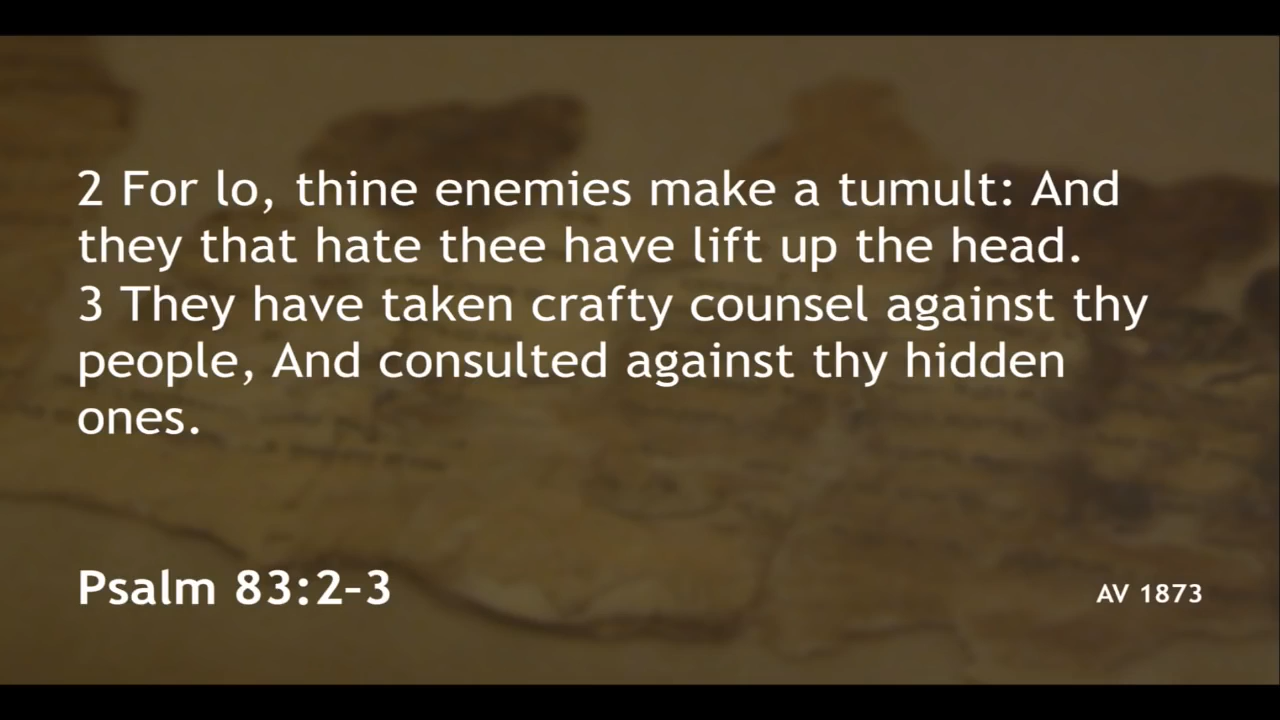 2 For lo, thine enemies make a tumult: And
they that hate thee have lift up the head.
3 They have taken crafty counsel against thy
people, And consulted against thy hidden
ones.
Psalm 83:2–3
AV 1873